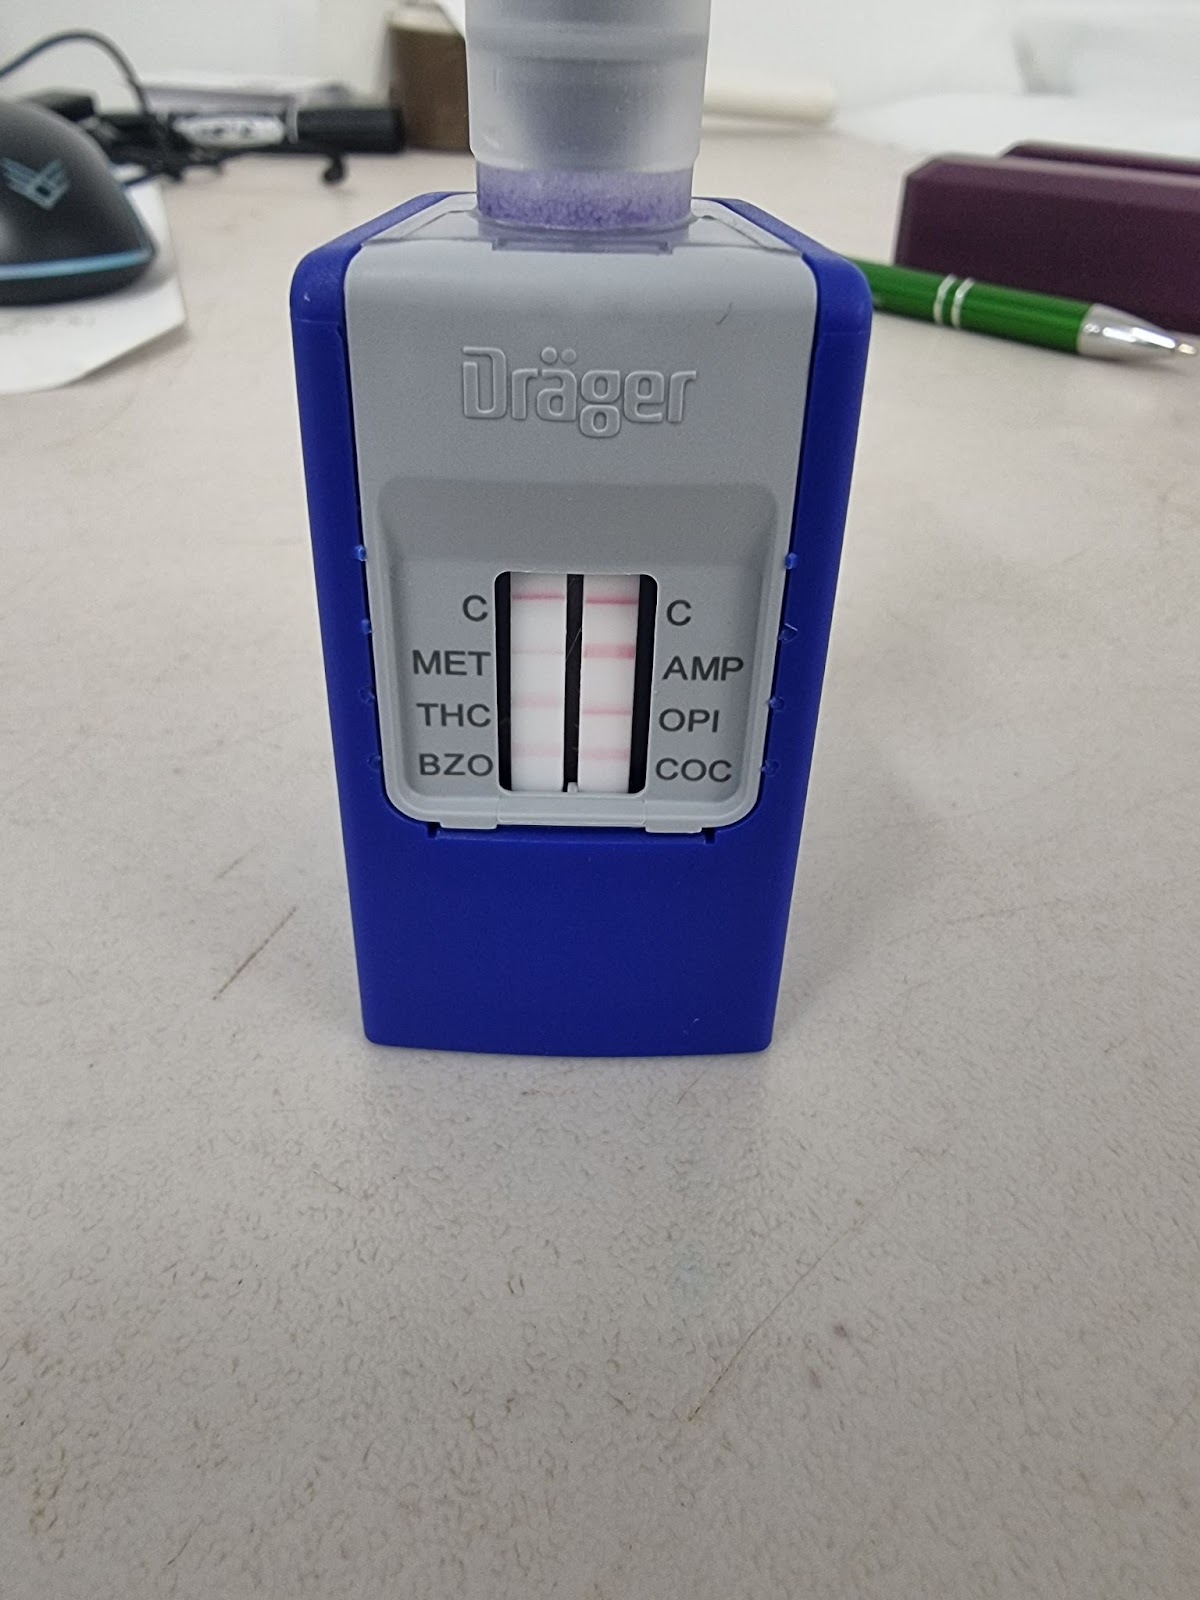 Dräger
C C
MET AMP
THC OPI
BZO COC